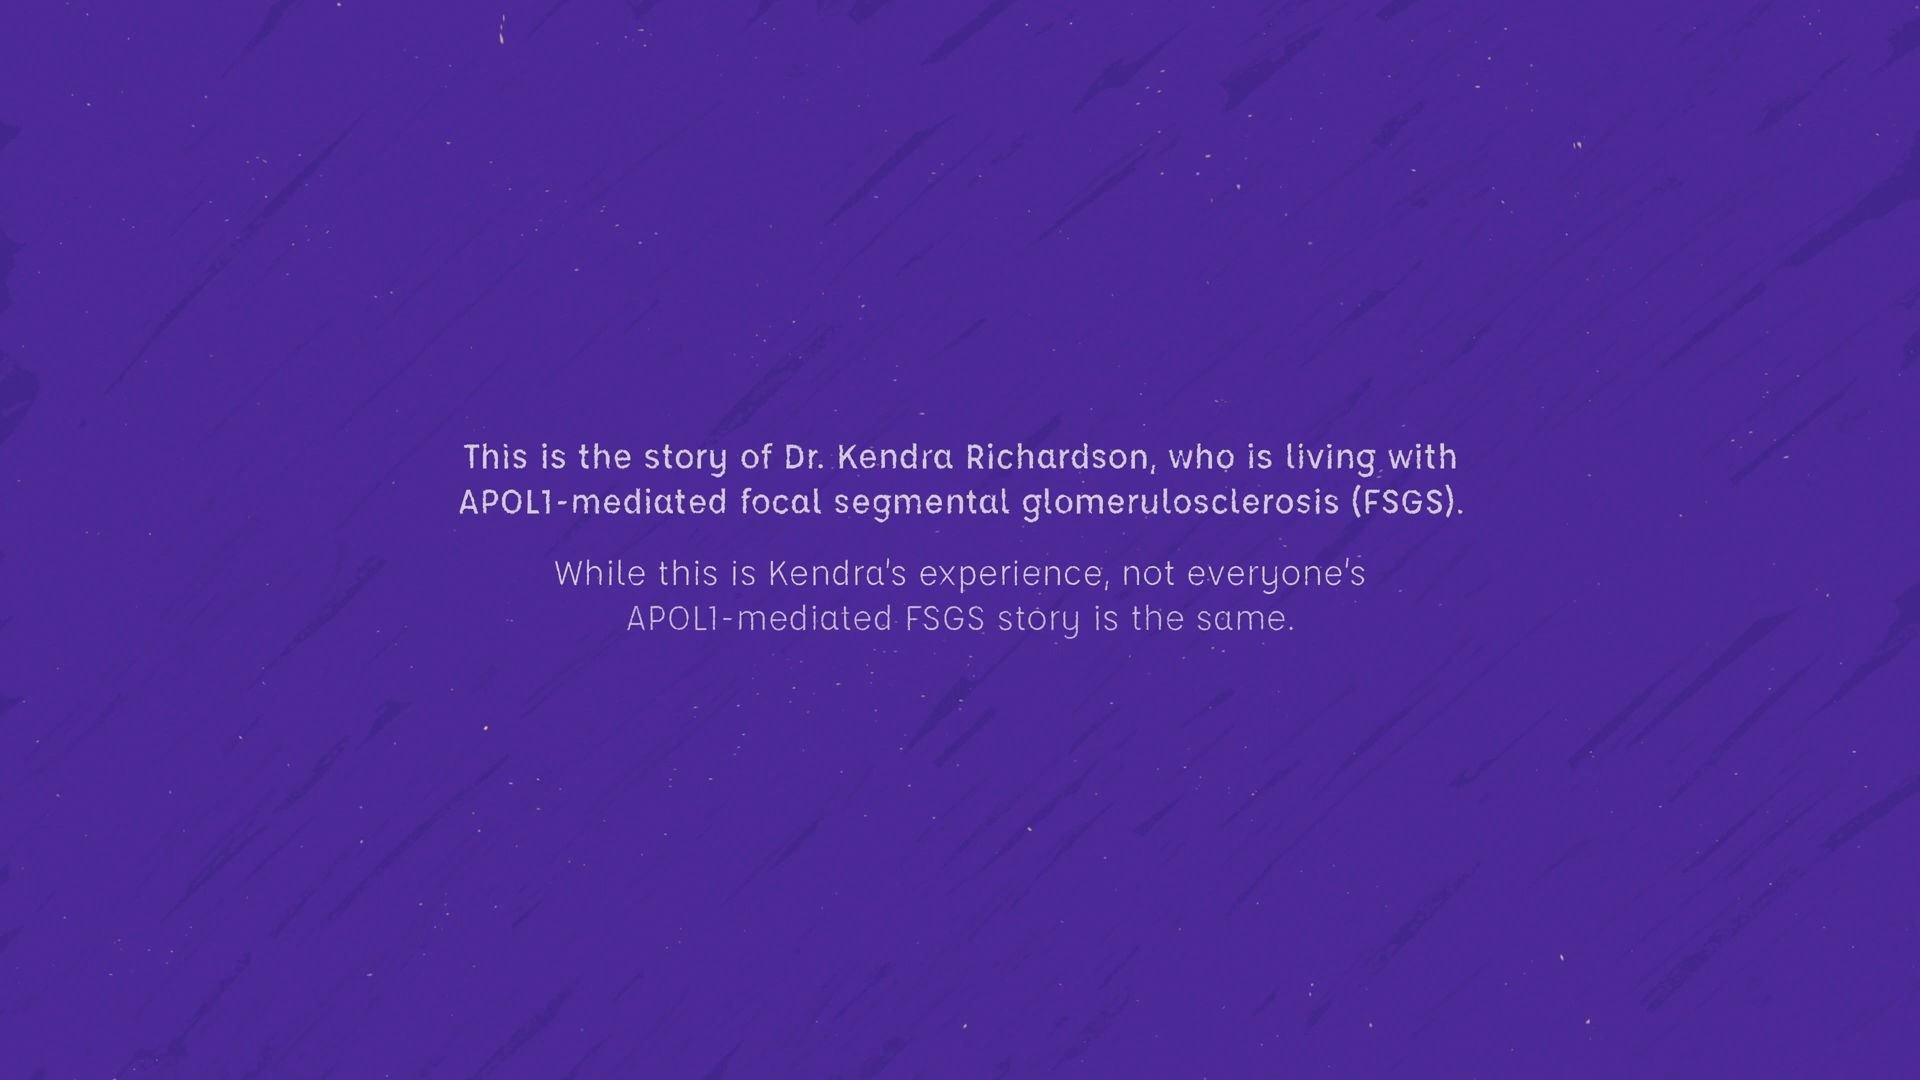 This is the story of Dr. Kendra Richardson, who is living with
APOL1-mediated focal segmental glomerulosclerosis (FSGS).
While this is Kendra's experience, not everyone's
APOL1-mediated FSGS story is the same.